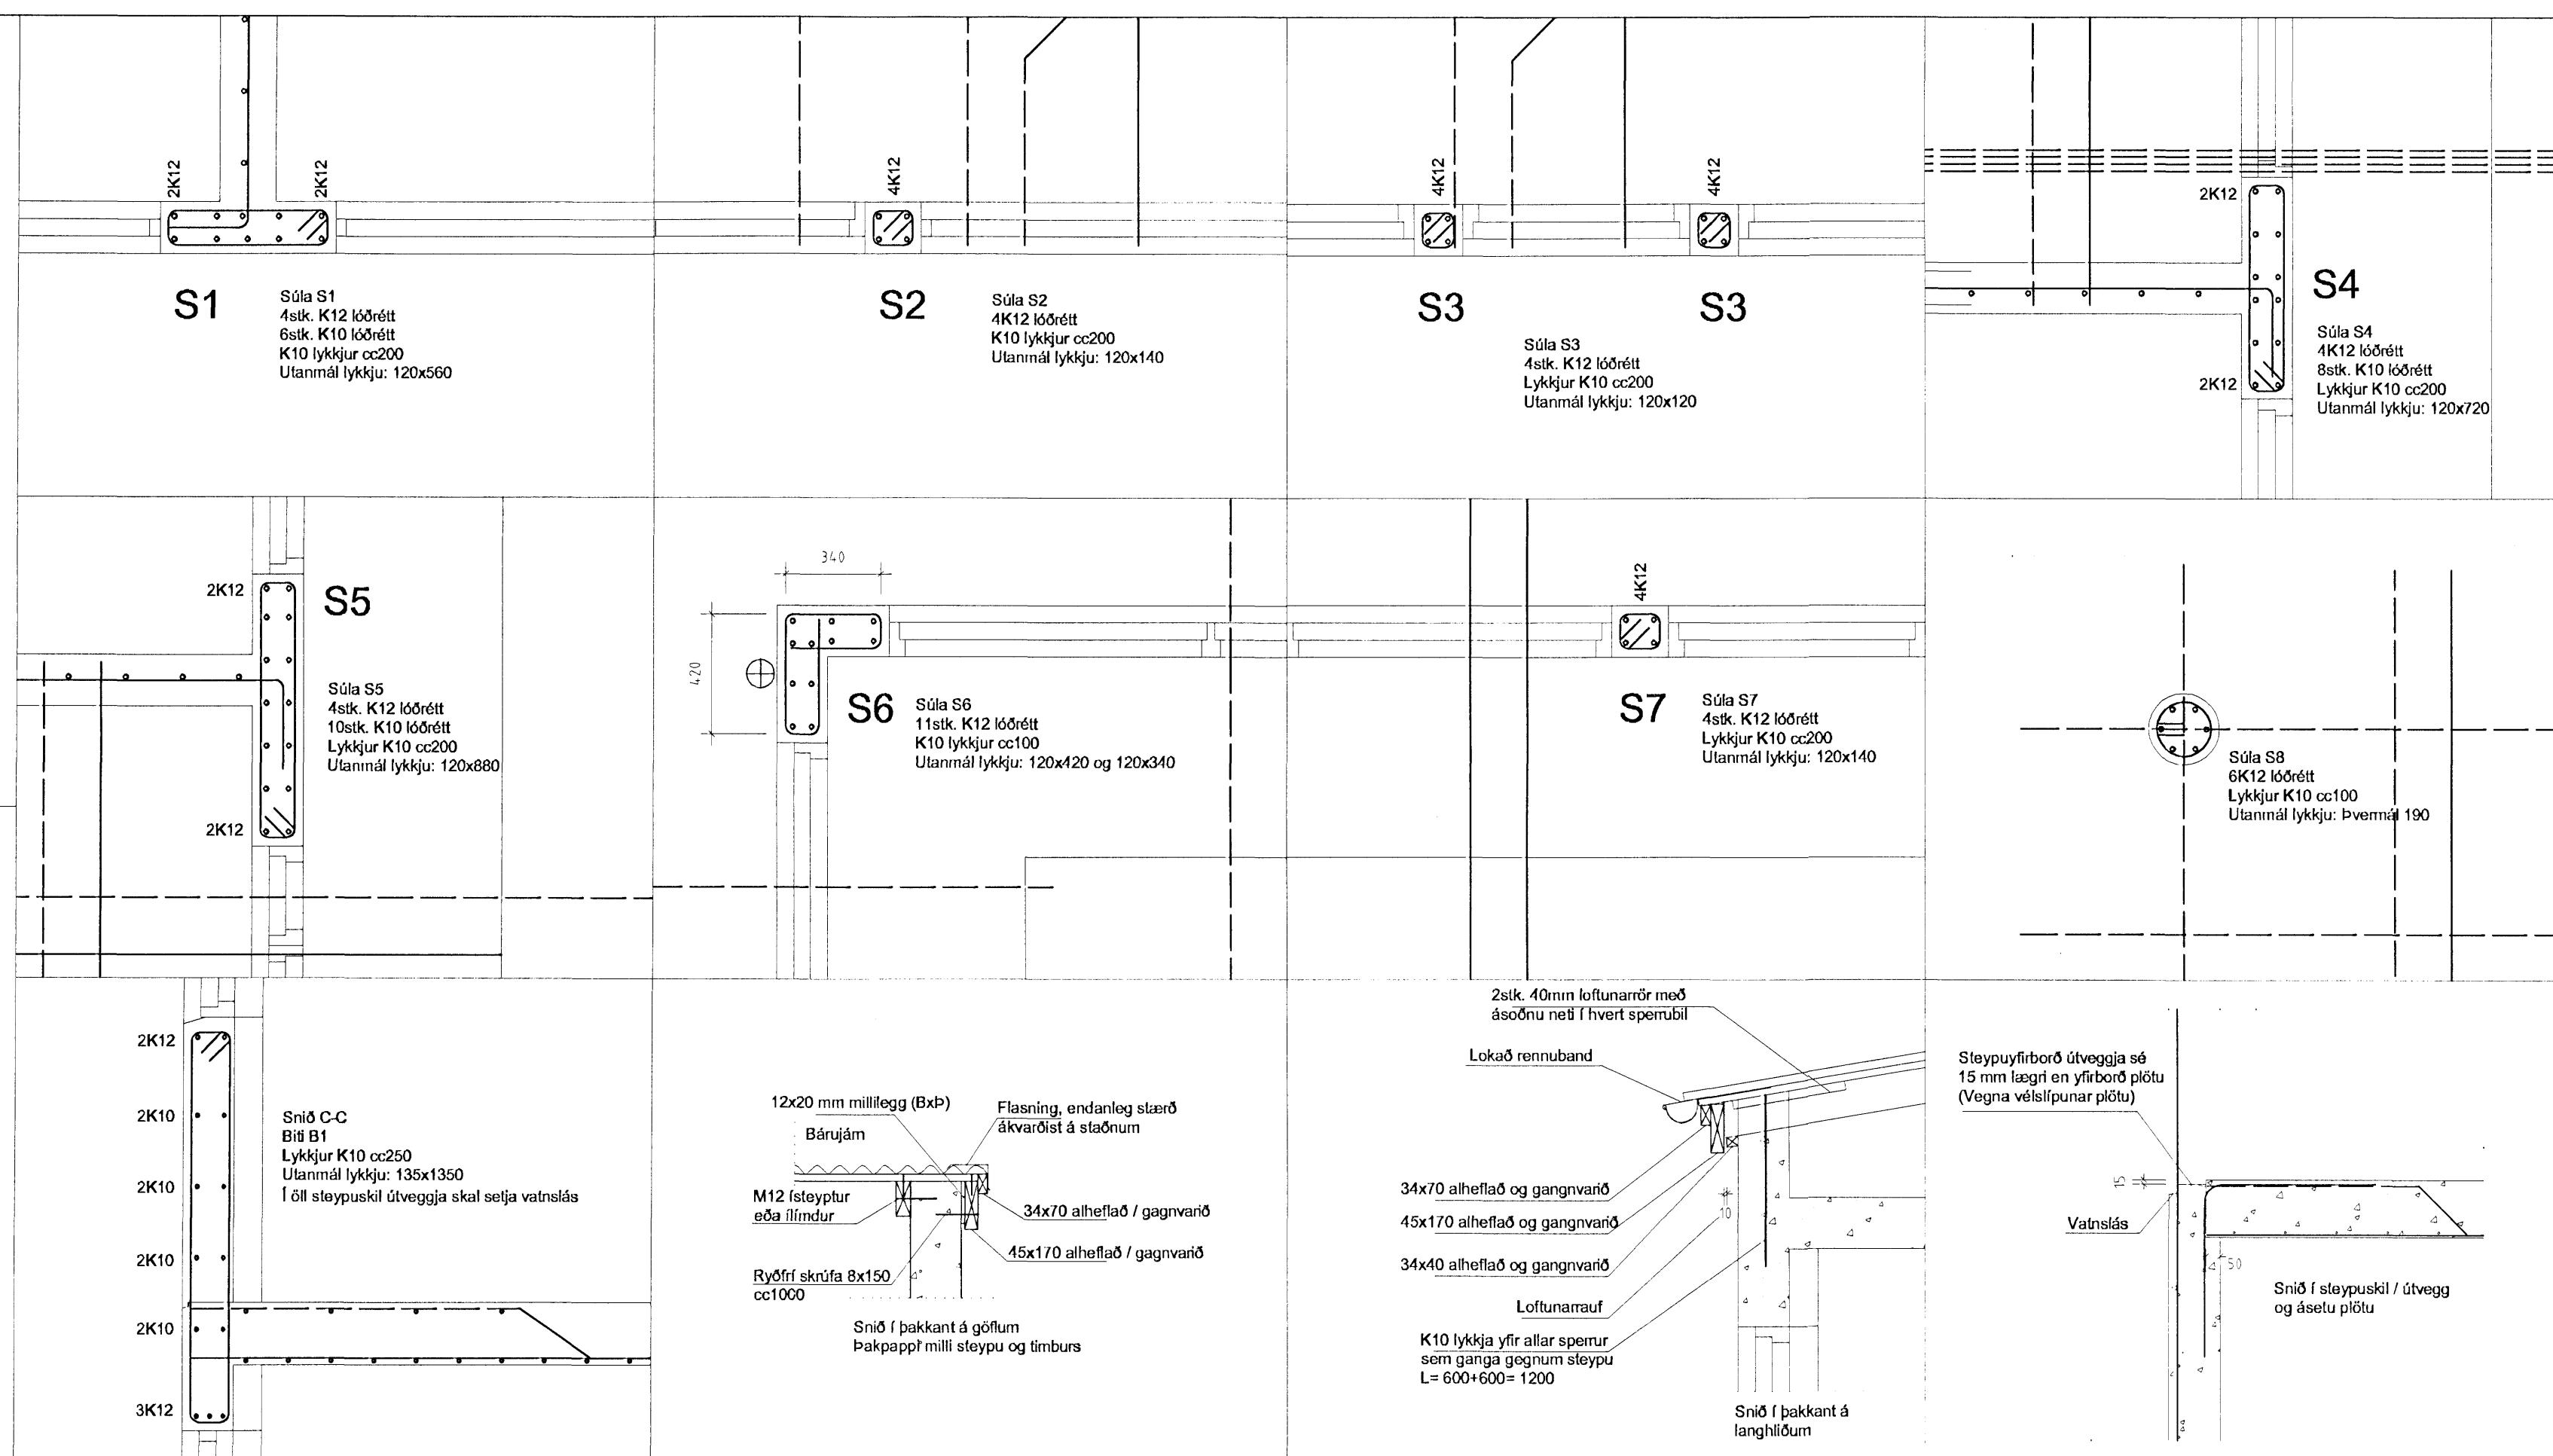 2K12
2K12
S1
Súla S1
4stk. K12 lóðrétt
6stk. K10 lóðrétt
K10 lykkjur cc200
Utanmál lykkju: 120x560
4K12
S2
Súla S2
4K12 lóðrétt
K10 lykkjur cc200
Utanmál lykkju: 120x140
4K12
4K12
S3
S3
Súla S3
4stk. K12 lóðrétt
Lykkjur K10 cc200
Utanmál lykkju: 120x120
2K12
2K12
S4
Súla S4
4K12 lóðrétt
8stk. K10 lóðrétt
Lykkjur K10 cc200
Utanmál lykkju: 120x720
2K12
2K12
S5
Súla S5
4stk. K12 lóðrétt
10stk. K10 lóðrétt
Lykkjur K10 cc200
Utanmál lykkju: 120x880
340
420
S6
Súla S6
11stk. K12 lóðrétt
K10 lykkjur cc100
Utanmál lykkju: 120x420 og 120x340
4K12
S7
Súla S7
4stk. K12 lóðrétt
Lykkjur K10 cc200
Utanmál lykkju: 120x140
Súla S8
6K12 lóðrétt
Lykkjur K10 cc100
Utanmál lykkju: Þvermál 190
2K12
2K10
2K10
2K10
2K10
3K12
Snið C-C
Biti B1
Lykkjur K10 cc250
Utanmál lykkju: 135x1350
Í öll steypuskil útveggja skal setja vatnslás
12x20 mm millilegg (BxÞ)
Bárujárn
Flasning, endanleg stærð
ákvarðist á staðnum
M12 ísteyptur
eða ílímdur
34x70 alheflað / gagnvarið
45x170 alheflað / gagnvarið
Ryðfrí skrúfa 8x150
cc1000
Snið í þakkant á göflum
Þakpappi milli steypu og timburs
2stk. 40mm loftunarrör með
ásoðnu neti í hvert sperrubil
Lokað rennuband
34x70 alheflað og gangnvarið
45x170 alheflað og gangnvarið
34x40 alheflað og gangnvarið
10
Loftunarrauf
K10 lykkja yfir allar sperrur
sem ganga gegnum steypu
L= 600+600= 1200
Snið í þakkant á
langhliðum
Steypuyfirborð útveggja sé
15 mm lægri en yfirborð plötu
(Vegna vélslípunar plötu)
15
Vatnslás
50
Snið í steypuskil / útvegg
og ásetu plötu